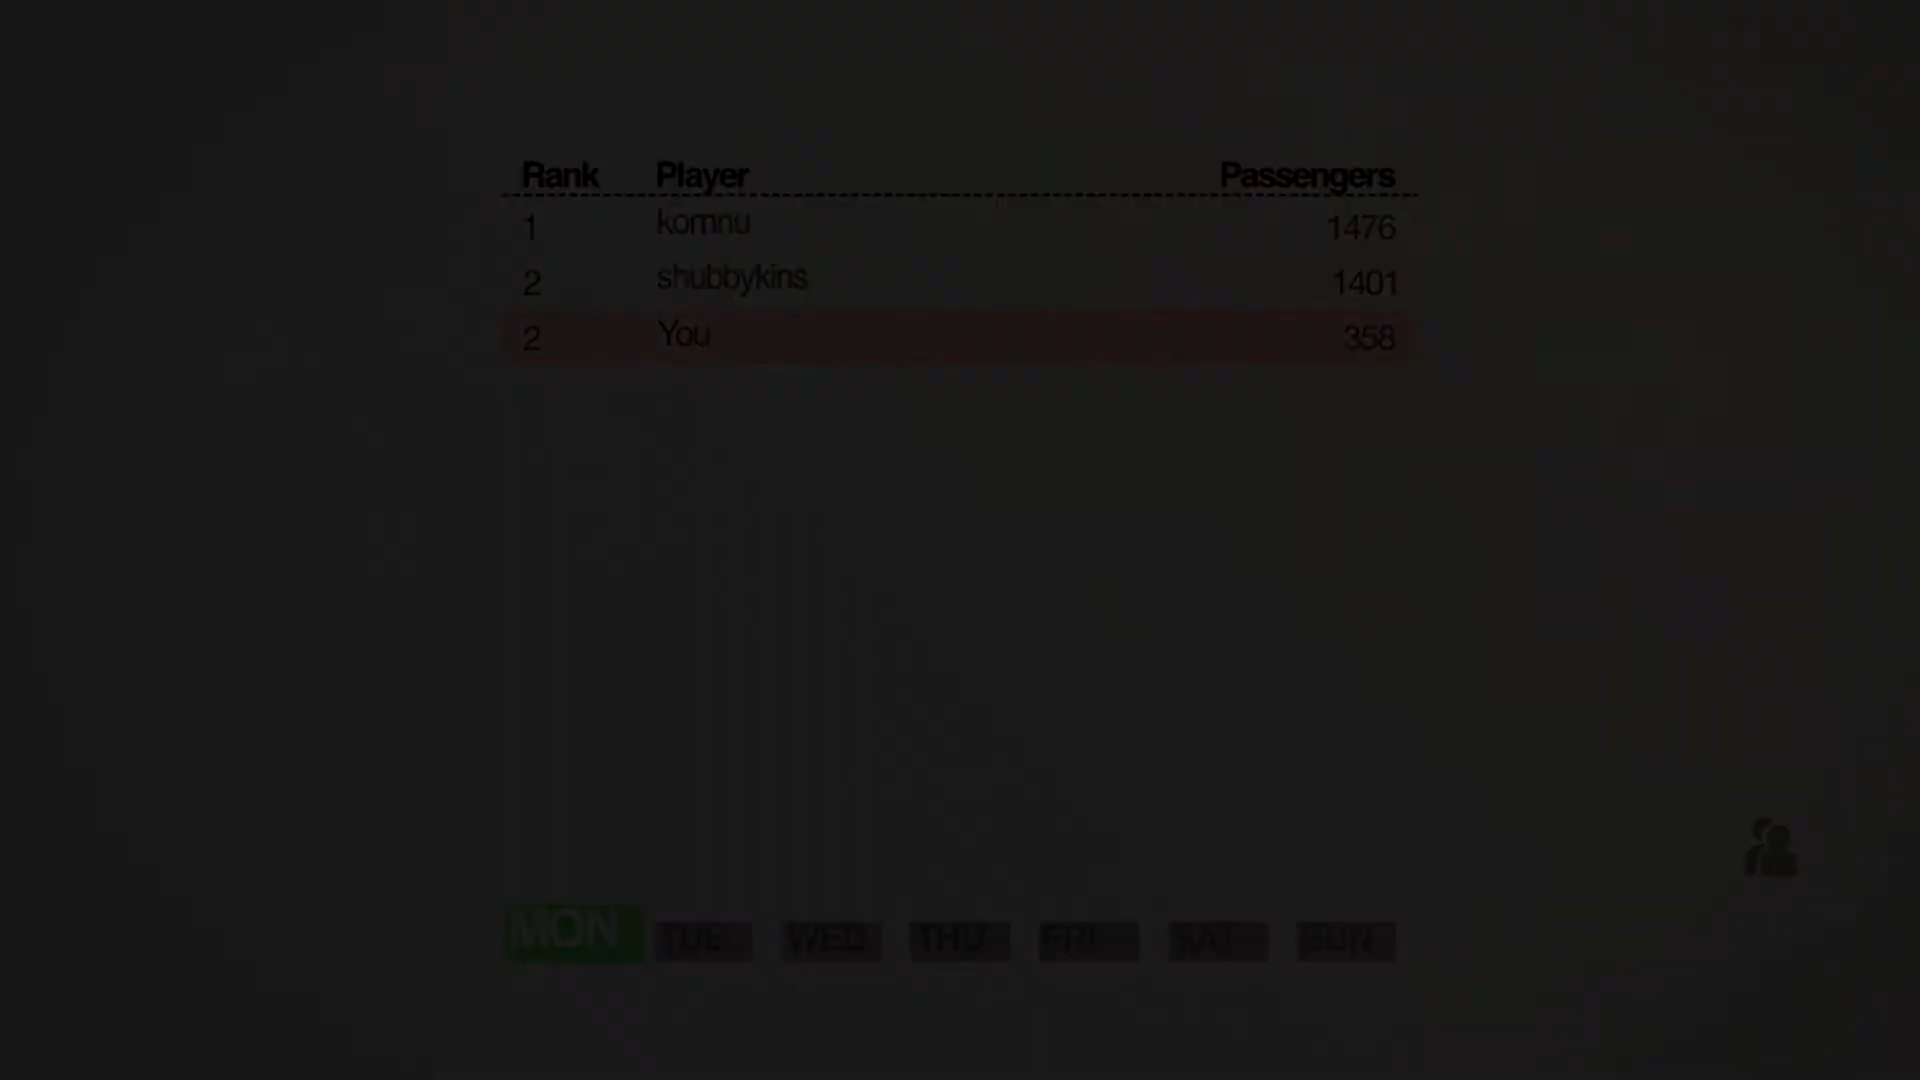 Rank Player Passengers
1 komnu 1476
2 shubbykins 1401
2 You 358
MON TUE WED THU FRI SAT SUN